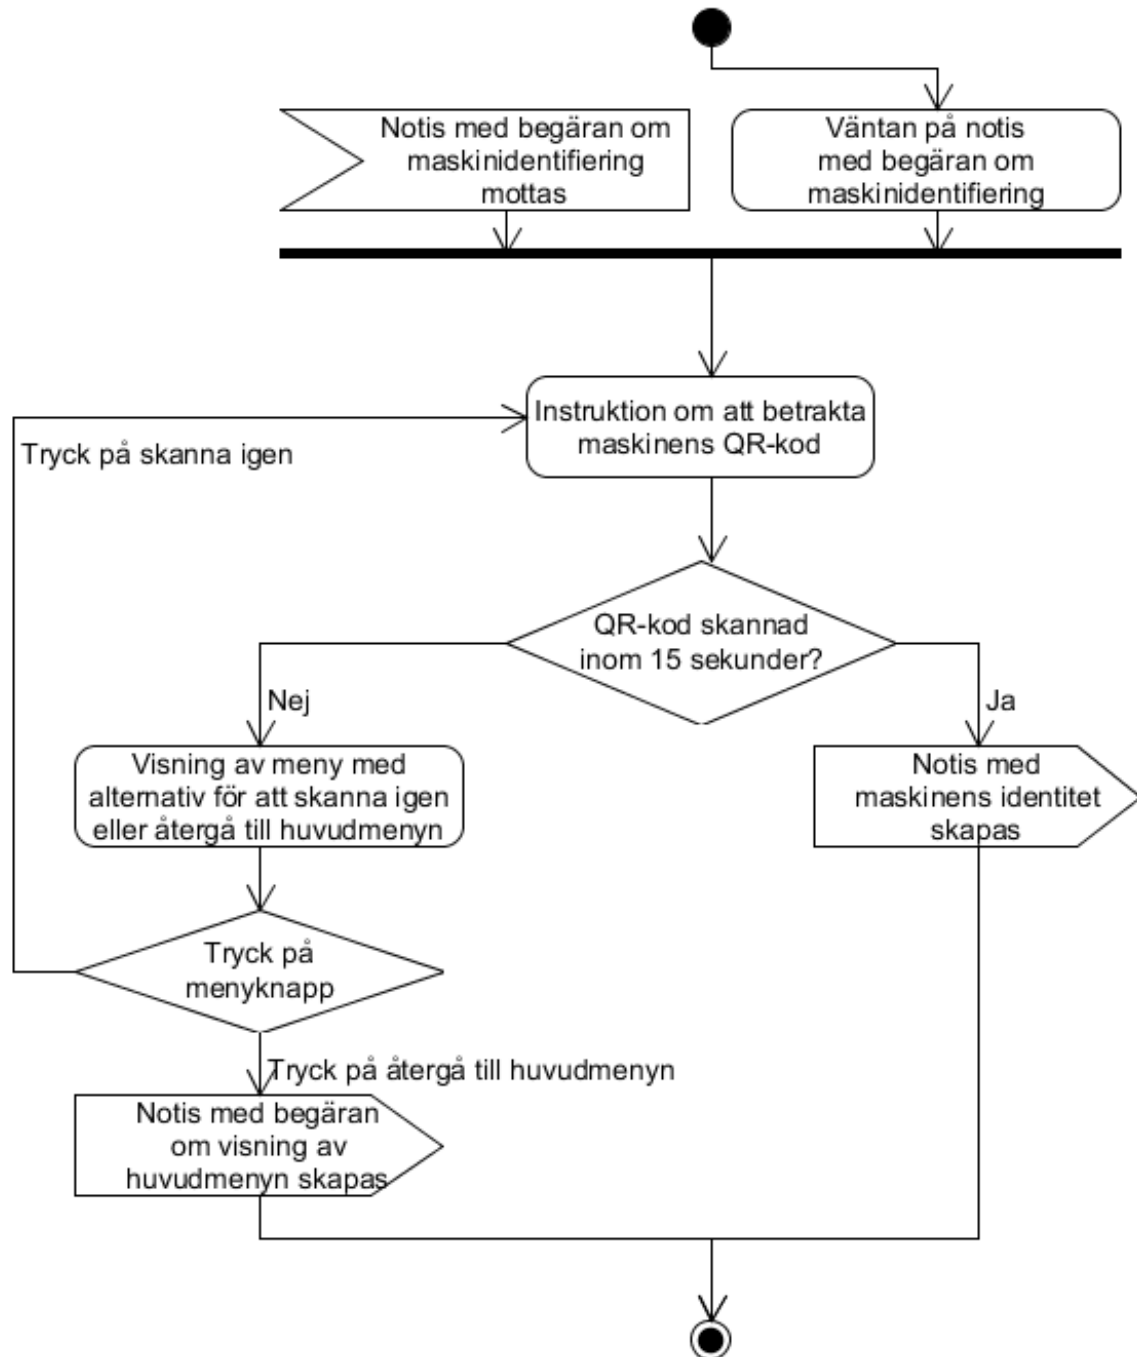 Notis med begäran om
maskinidentifiering
mottas
Väntan på notis
med begäran om
maskinidentifiering
Instruktion om att betrakta
maskinens QR-kod
Tryck på skanna igen
QR-kod skannad
inom 15 sekunder?
Nej
Ja
Visning av meny med
alternativ för att skanna igen
eller återgå till huvudmenyn
Notis med
maskinens identitet
skapas
Tryck på
menyknapp
Tryck på återgå till huvudmenyn
Notis med begäran
om visning av
huvudmenyn skapas